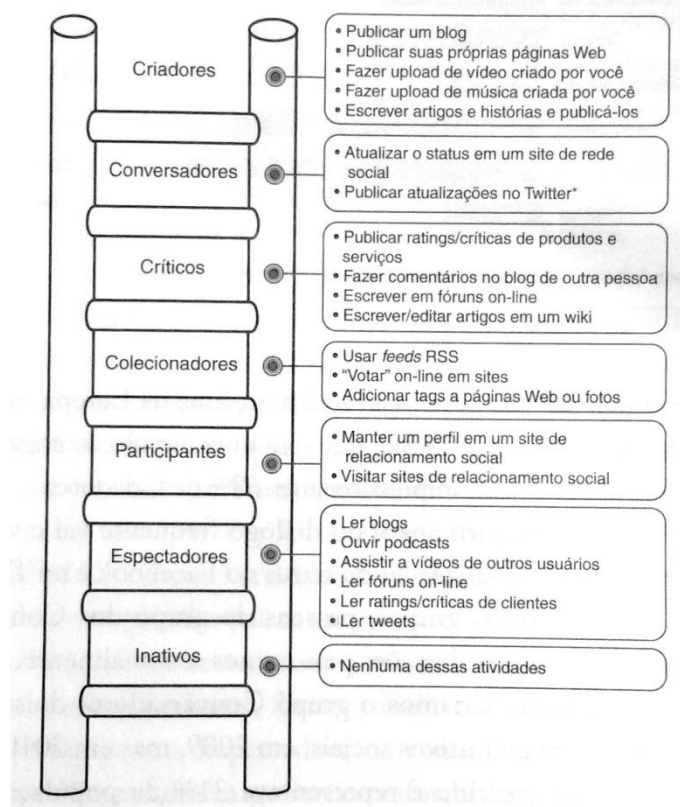 Criadores
• Publicar um blog
• Publicar suas próprias páginas Web
• Fazer upload de vídeo criado por você
• Fazer upload de música criada por você
• Escrever artigos e histórias e publicá-los
Conversadores
• Atualizar o status em um site de rede
social
• Publicar atualizações no Twitter*
Críticos
• Publicar ratings/críticas de produtos e
serviços
• Fazer comentários no blog de outra pessoa
• Escrever em fóruns on-line
• Escrever/editar artigos em um wiki
Colecionadores
• Usar feeds RSS
• “Votar” on-line em sites
• Adicionar tags a páginas Web ou fotos
Participantes
• Manter um perfil em um site de
relacionamento social
• Visitar sites de relacionamento social
Espectadores
• Ler blogs
• Ouvir podcasts
• Assistir a vídeos de outros usuários
• Ler fóruns on-line
• Ler ratings/críticas de clientes
• Ler tweets
Inativos
• Nenhuma dessas atividades